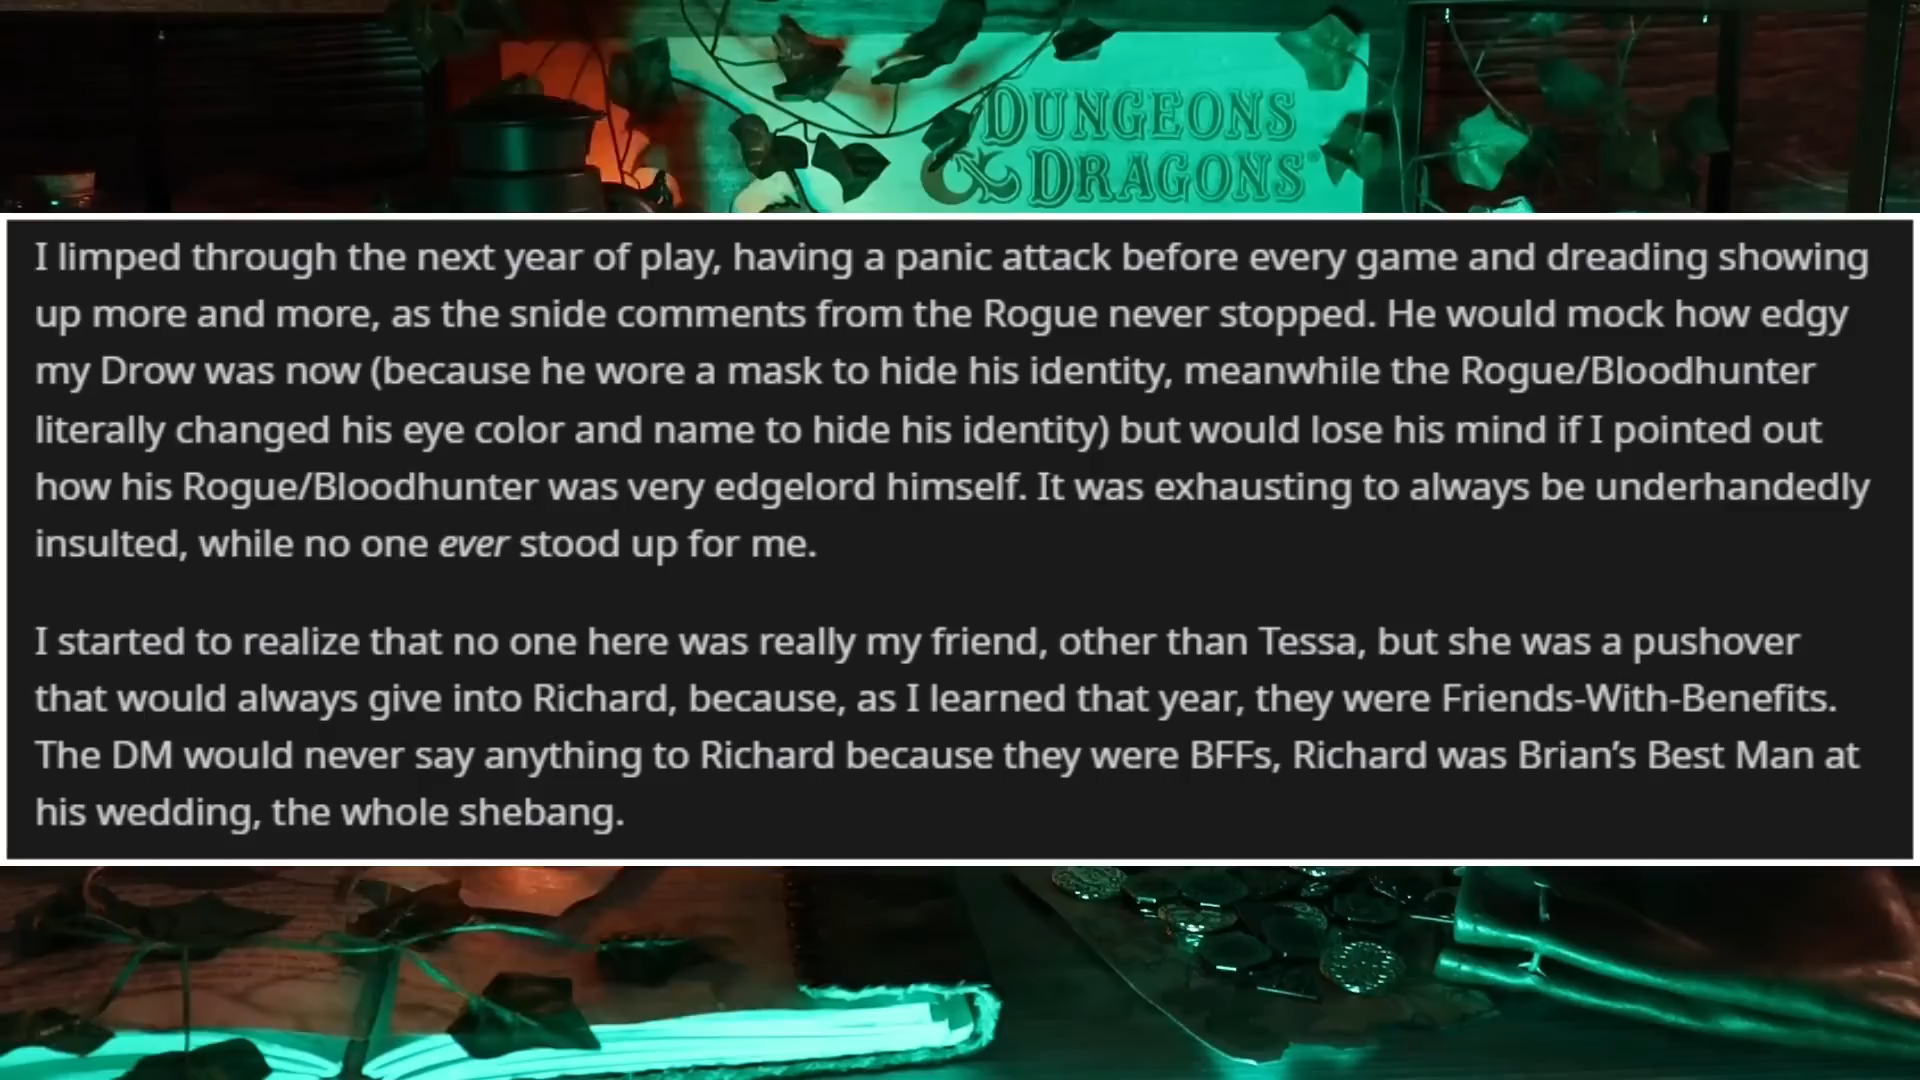 DUNGEONS
& DRAGONS®
I limped through the next year of play, having a panic attack before every game and dreading showing
up more and more, as the snide comments from the Rogue never stopped. He would mock how edgy
my Drow was now (because he wore a mask to hide his identity, meanwhile the Rogue/Bloodhunter
literally changed his eye color and name to hide his identity) but would lose his mind if I pointed out
how his Rogue/Bloodhunter was very edgelord himself. It was exhausting to always be underhandedly
insulted, while no one ever stood up for me.
I started to realize that no one here was really my friend, other than Tessa, but she was a pushover
that would always give into Richard, because, as I learned that year, they were Friends-With-Benefits.
The DM would never say anything to Richard because they were BFFs, Richard was Brian’s Best Man at
his wedding, the whole shebang.